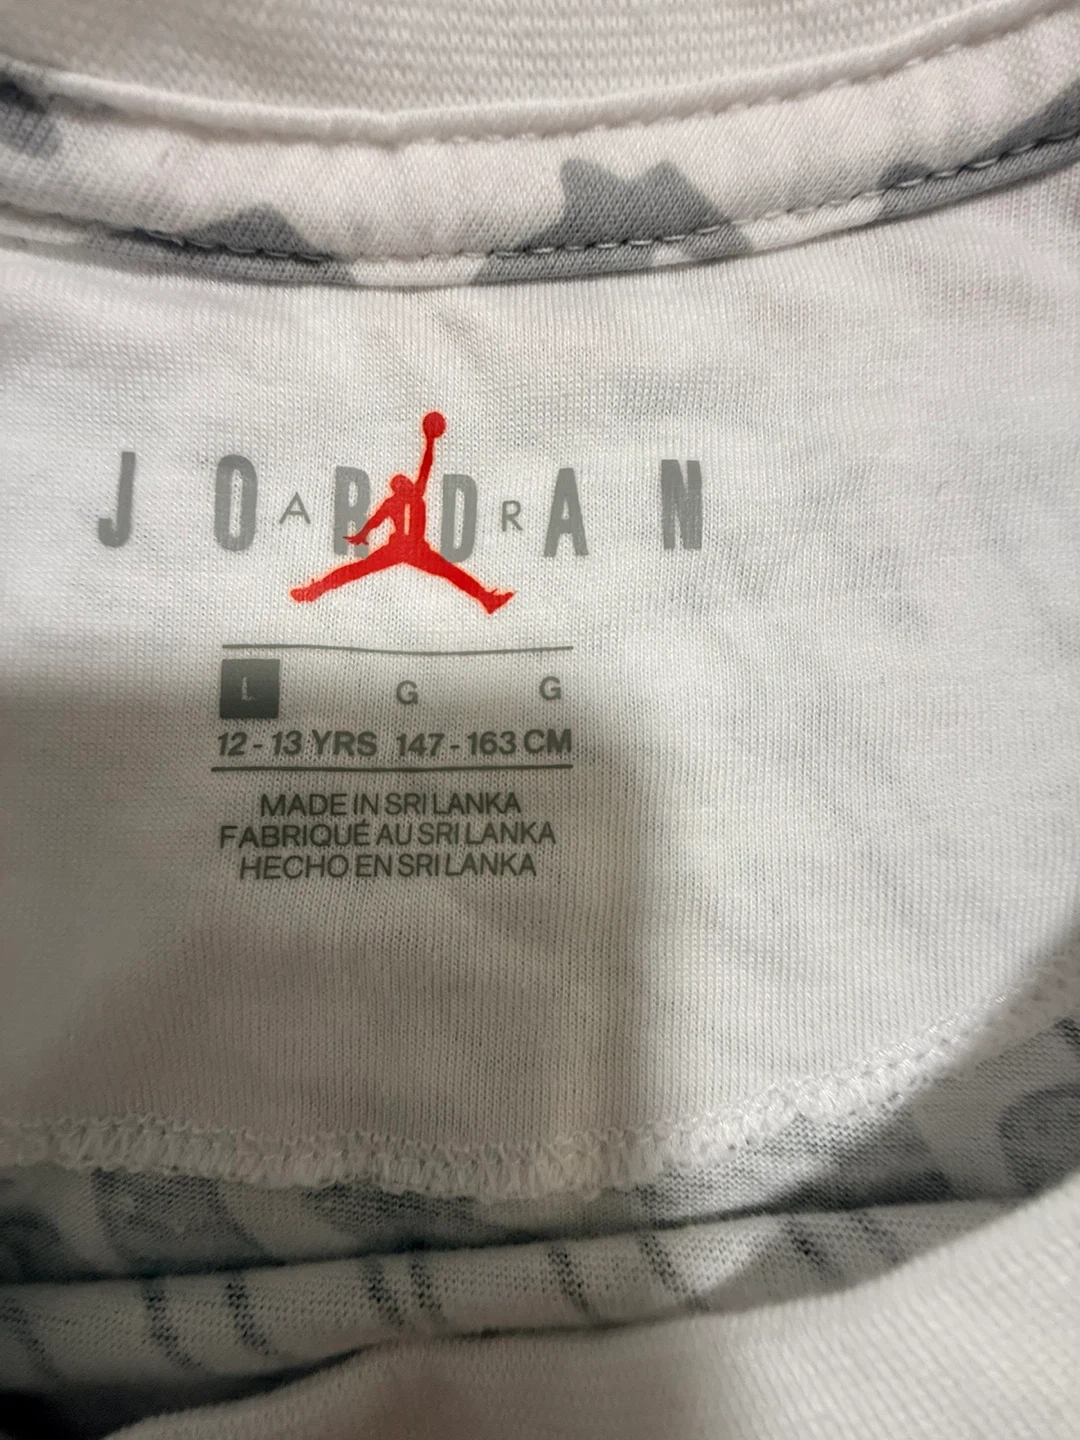 JORDAN
AIR
L G G
12 - 13 YRS 147 - 163 CM
MADE IN SRI LANKA
FABRIQUÉ AU SRI LANKA
HECHO EN SRI LANKA